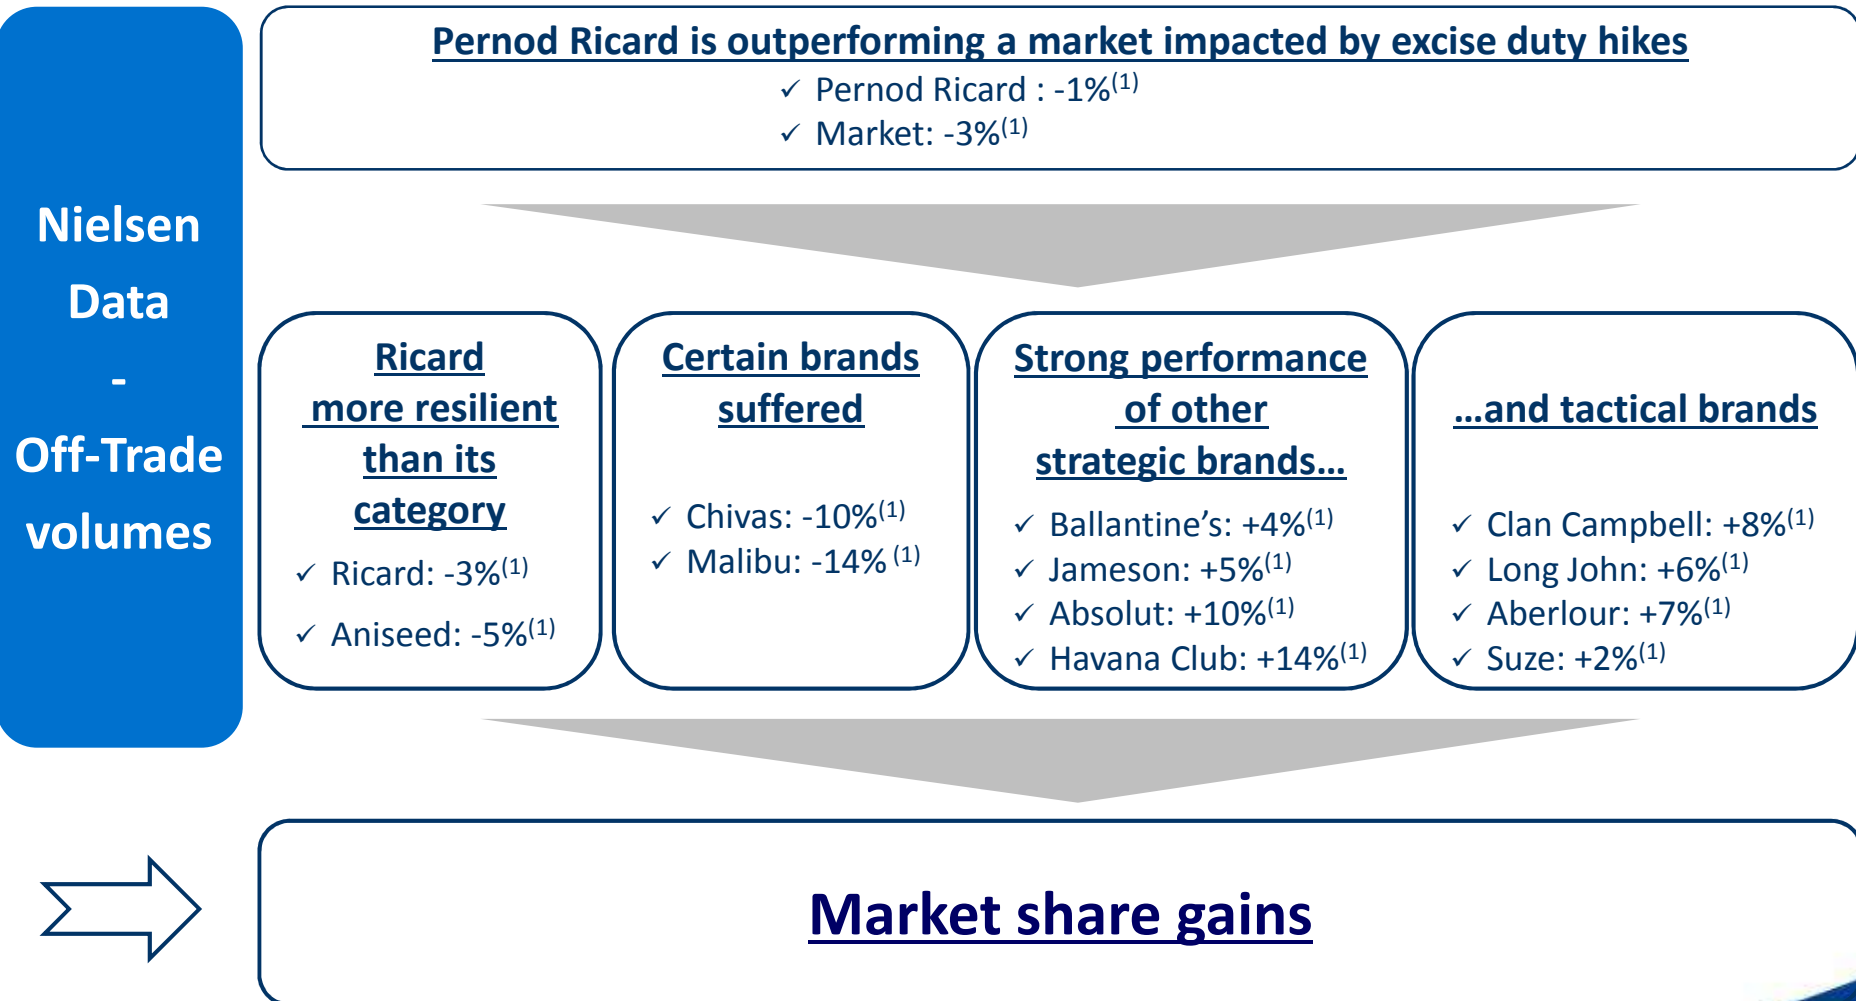 Nielsen
Data
-
Off-Trade
volumes
Pernod Ricard is outperforming a market impacted by excise duty hikes
✓ Pernod Ricard : -1%(1)
✓ Market: -3%(1)
Ricard
more resilient
than its
category
✓ Ricard: -3%(1)
✓ Aniseed: -5%(1)
Certain brands
suffered
✓ Chivas: -10%(1)
✓ Malibu: -14% (1)
Strong performance
of other
strategic brands...
✓ Ballantine’s: +4%(1)
✓ Jameson: +5%(1)
✓ Absolut: +10%(1)
✓ Havana Club: +14%(1)
...and tactical brands
✓ Clan Campbell: +8%(1)
✓ Long John: +6%(1)
✓ Aberlour: +7%(1)
✓ Suze: +2%(1)
Market share gains